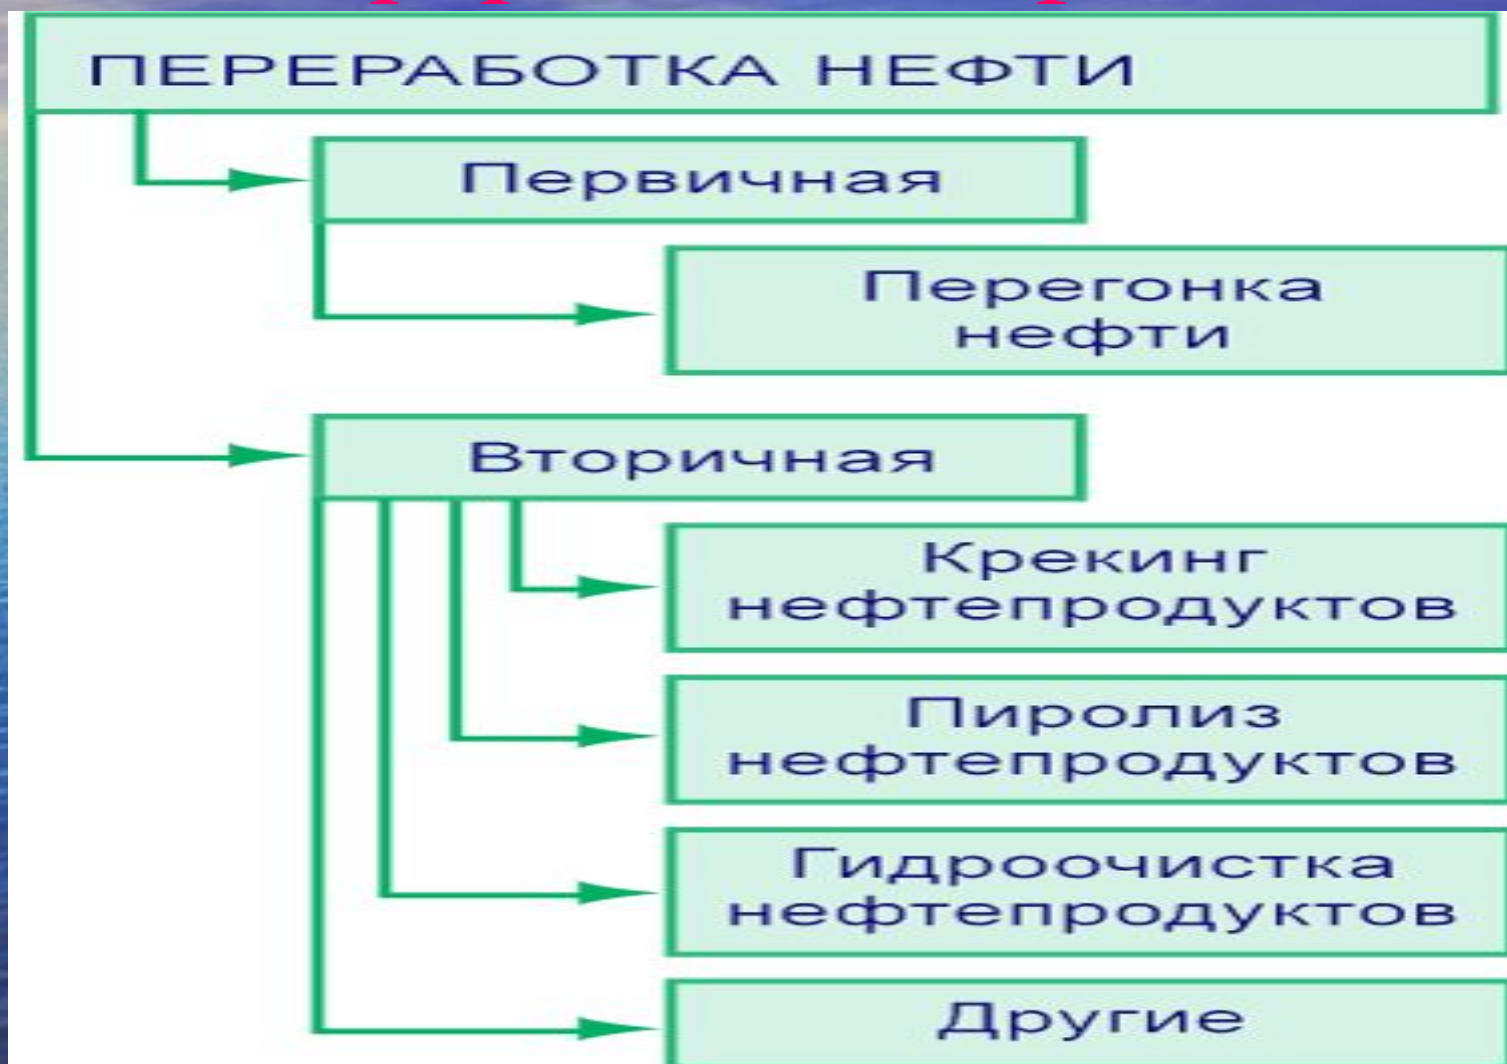 ПЕРЕРАБОТКА НЕФТИ
Первичная
Перегонка
нефти
Вторичная
Крекинг
нефтепродуктов
Пиролиз
нефтепродуктов
Гидроочистка
нефтепродуктов
Другие